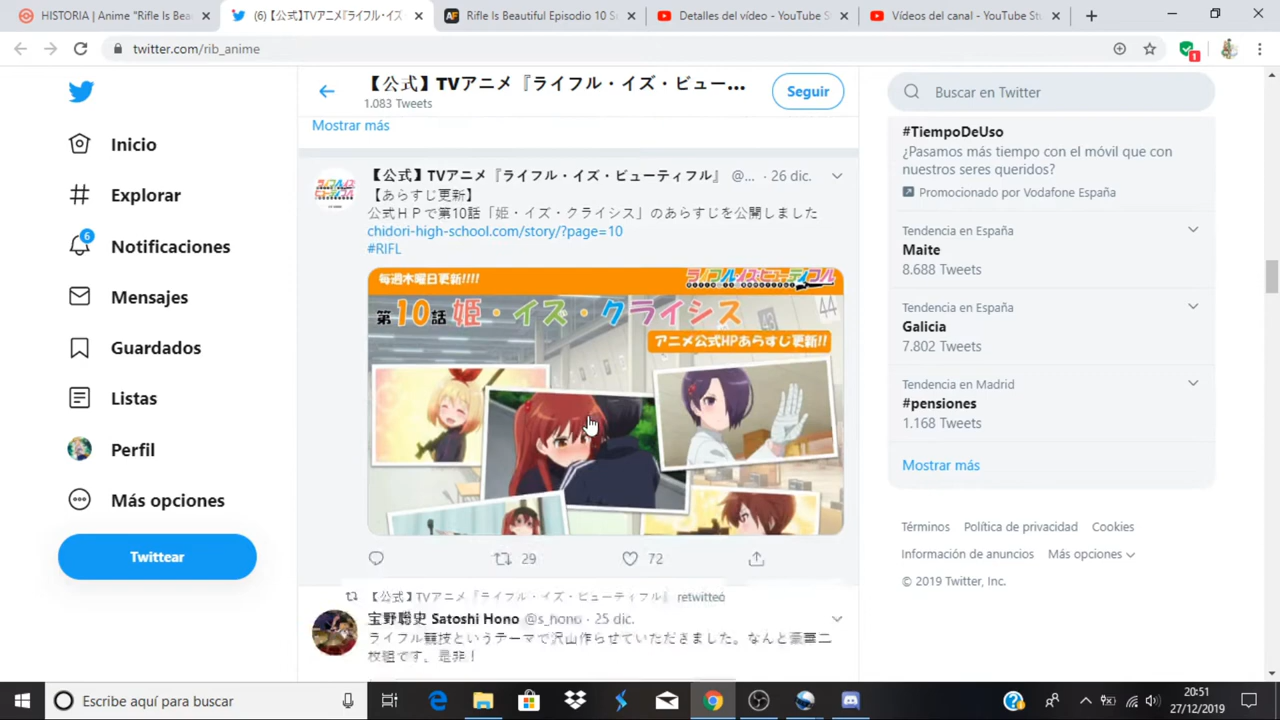 HISTORIA | Anime "Rifle Is Bea
(6) 【公式】TVアニメ『ライフル・イズ
Rifle Is Beautiful Episodio 10 S
Detalles del vídeo - YouTube S
Vídeos del canal - YouTube Stu
twitter.com/rib_anime
1
Inicio
Explorar
6
Notificaciones
Mensajes
Guardados
Listas
Perfil
Más opciones
Twittear
【公式】TVアニメ『ライフル・イズ・ビュー...
1.083 Tweets
Seguir
Mostrar más
【公式】TVアニメ『ライフル・イズ・ビューティフル』 @... · 26 dic.
【あらすじ更新】
公式HPで第10話「姫・イズ・クライシス」のあらすじを公開しました
chidori-high-school.com/story/?page=10
#RIFL
毎週木曜日更新!!!!
ライフル・イズ・ビューティフル
第10話 姫・イズ・クライシス
44
アニメ公式HPあらすじ更新!!
29
72
【公式】TVアニメ『ライフル・イズ・ビューティフル』 retwitteó
宝野聡史 Satoshi Hono @s_hono · 25 dic.
ライフル競技というテーマで沢山作らせていただきました。なんと豪華二
枚組です、是非！
Buscar en Twitter
#TiempoDeUso
¿Pasamos más tiempo con el móvil que con
nuestros seres queridos?
Promocionado por Vodafone España
Tendencia en España
Maite
8.688 Tweets
Tendencia en España
Galicia
7.802 Tweets
Tendencia en Madrid
#pensiones
1.168 Tweets
Mostrar más
Términos Política de privacidad Cookies
Información de anuncios Más opciones
© 2019 Twitter, Inc.
Escribe aquí para buscar
20:51
27/12/2019